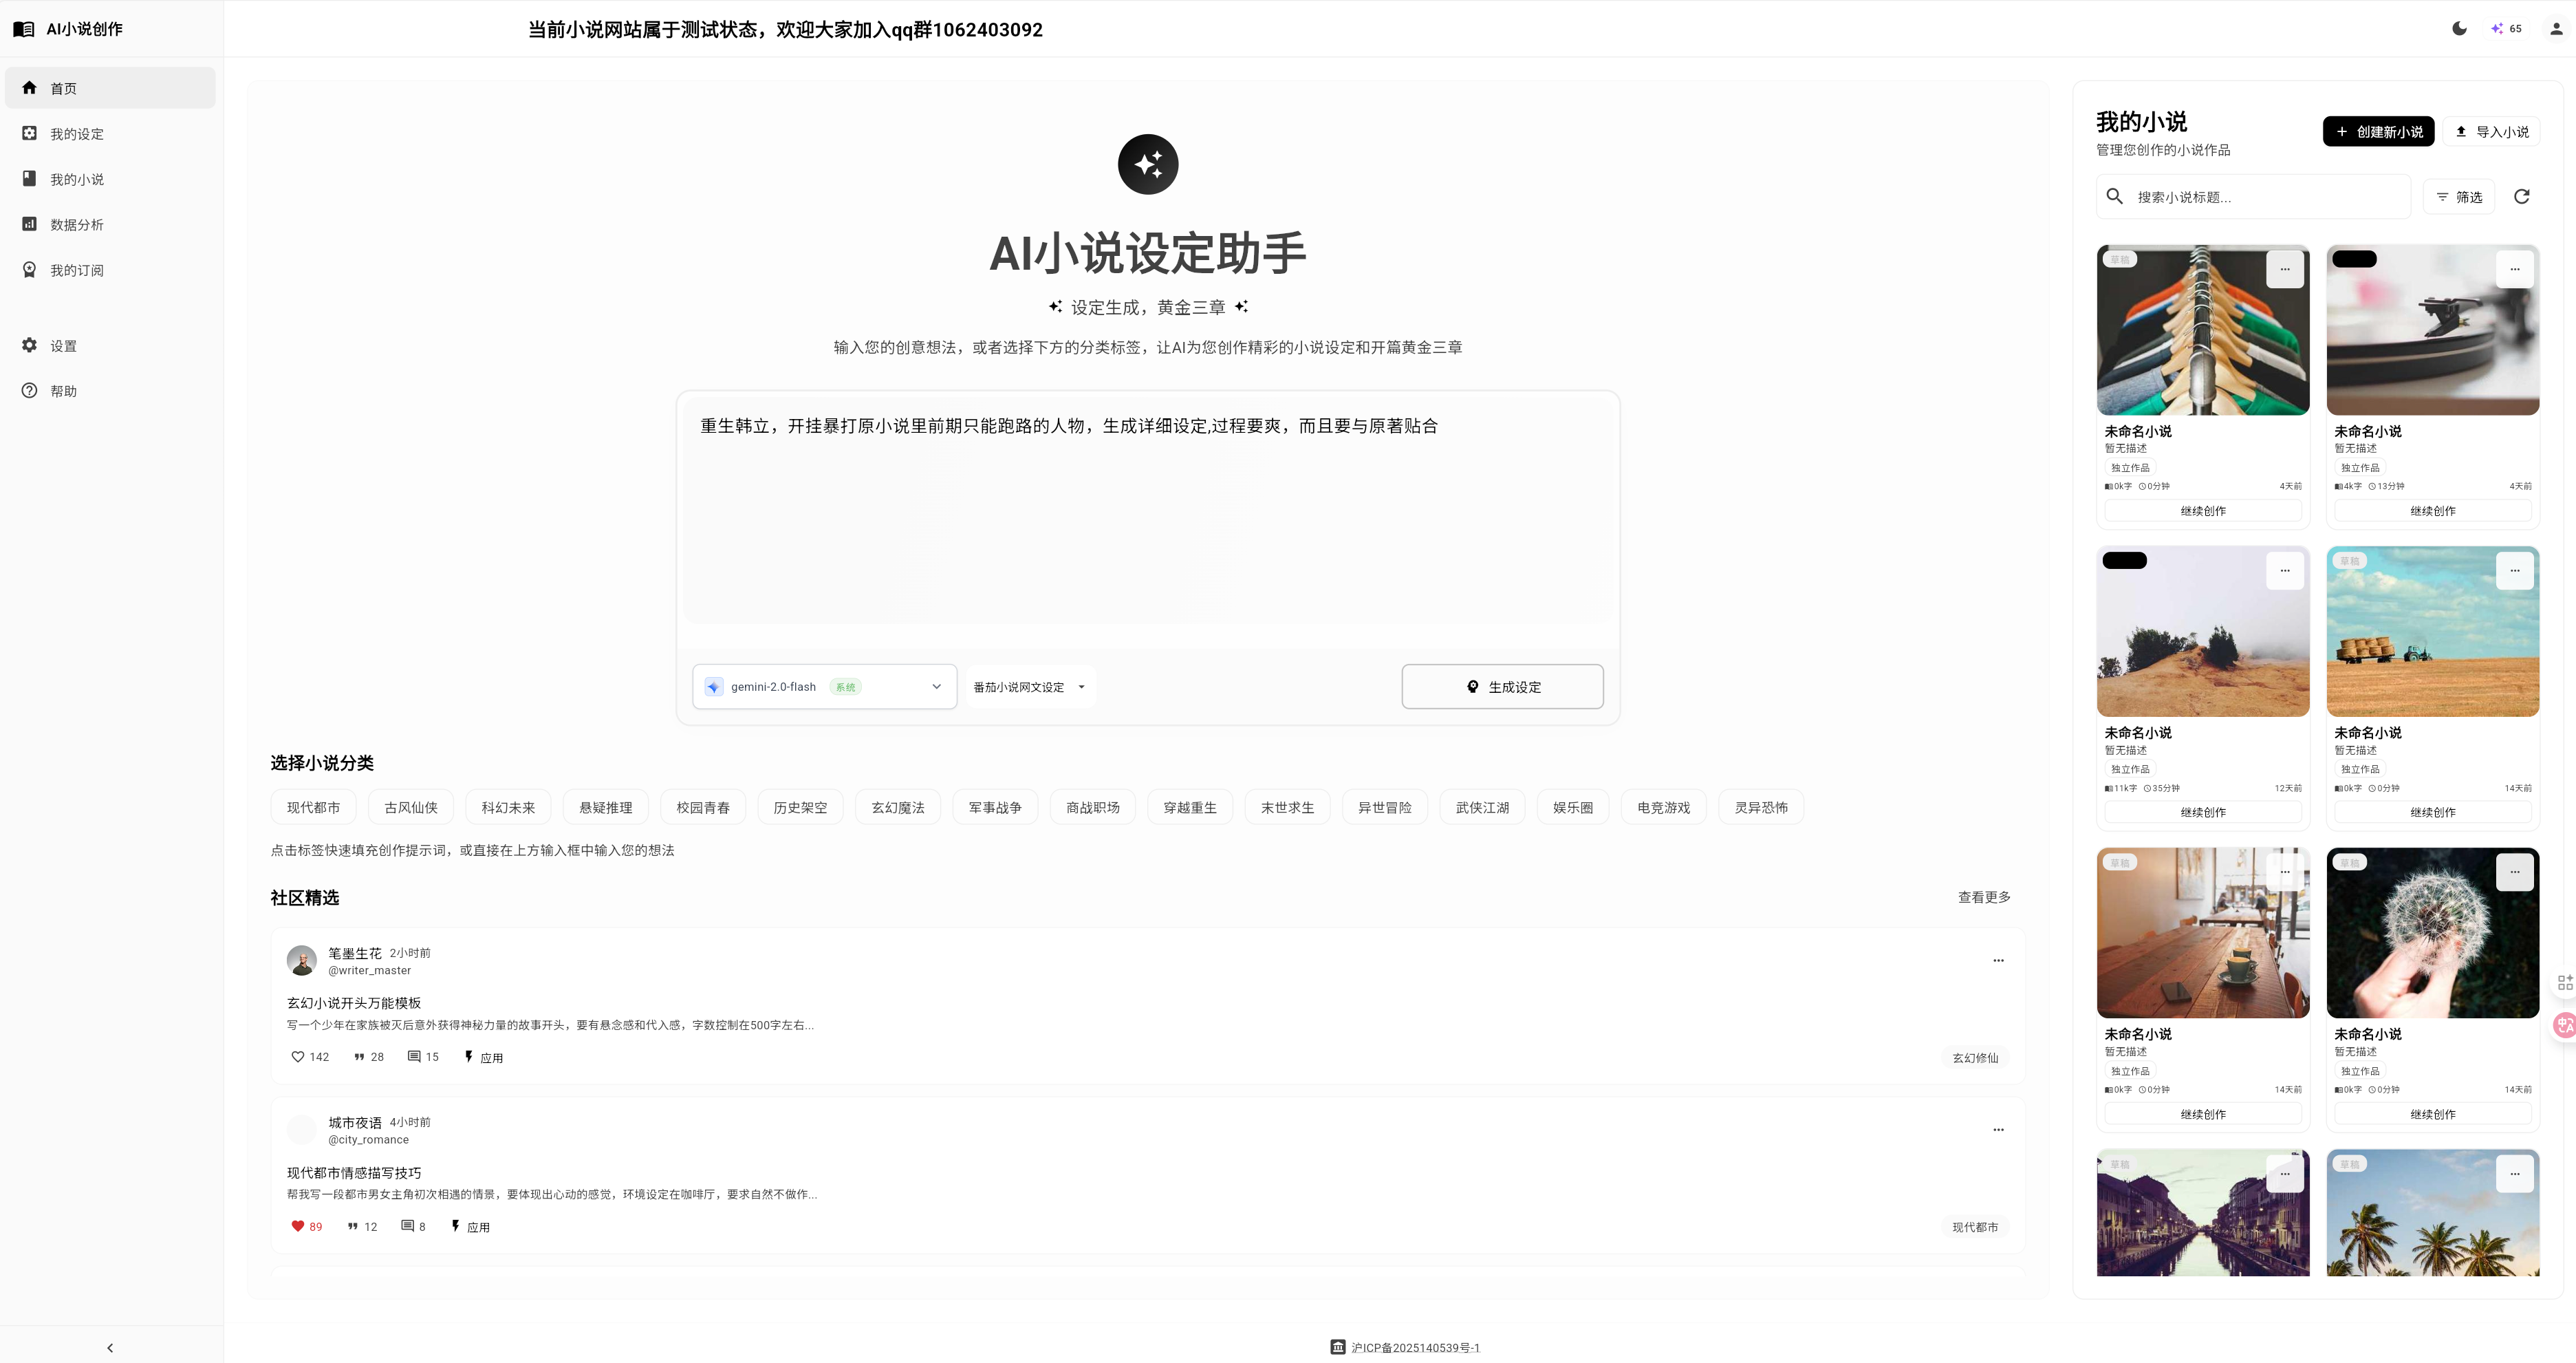 AI小说创作
当前小说网站属于测试状态，欢迎大家加入qq群1062403092
65
首页
我的设定
我的小说
数据分析
我的订阅
设置
帮助
AI小说设定助手
设定生成，黄金三章
输入您的创意想法，或者选择下方的分类标签，让AI为您创作精彩的小说设定和开篇黄金三章
重生韩立，开挂暴打原小说里前期只能跑路的人物，生成详细设定,过程要爽，而且要与原著贴合
gemini-2.0-flash 系统 番茄小说网文设定 生成设定
选择小说分类
现代都市 古风仙侠 科幻未来 悬疑推理 校园青春 历史架空 玄幻魔法 军事战争 商战职场 穿越重生 末世求生 异世冒险 武侠江湖 娱乐圈 电竞游戏 灵异恐怖
点击标签快速填充创作提示词，或直接在上方输入框中输入您的想法
社区精选 查看更多
笔墨生花 2小时前
@writer_master
玄幻小说开头万能模板
写一个少年在家族被灭后意外获得神秘力量的故事开头，要有悬念感和代入感，字数控制在500字左右...
142 28 15 应用 玄幻修仙
城市夜语 4小时前
@city_romance
现代都市情感描写技巧
帮我写一段都市男女主角初次相遇的情景，要体现出心动的感觉，环境设定在咖啡厅，要求自然不做作...
89 12 8 应用 现代都市
我的小说
管理您创作的小说作品
创建新小说 导入小说
搜索小说标题... 筛选
草稿
未命名小说
暂无描述
独立作品
0k字 0分钟 4天前
继续创作
未命名小说
暂无描述
独立作品
4k字 13分钟 4天前
继续创作
未命名小说
暂无描述
独立作品
11k字 35分钟 12天前
继续创作
草稿
未命名小说
暂无描述
独立作品
0k字 0分钟 14天前
继续创作
草稿
未命名小说
暂无描述
独立作品
0k字 0分钟 14天前
继续创作
草稿
未命名小说
暂无描述
独立作品
0k字 0分钟 14天前
继续创作
草稿
草稿
沪ICP备2025140539号-1